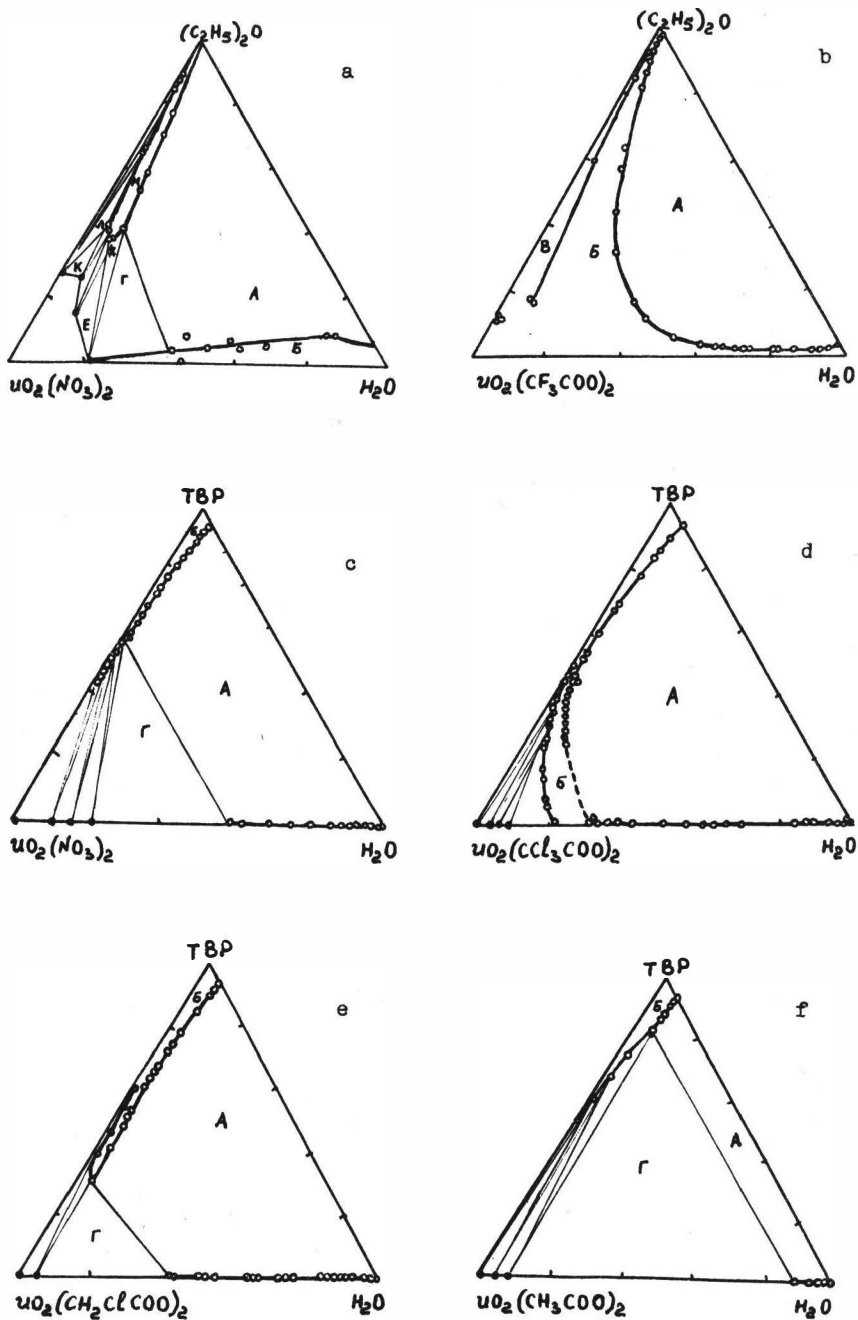 (C₂H₅)₂O
a
м
л
К
Г
Е
А
Б
UO₂(NO₃)₂
H₂O
(C₂H₅)₂O
b
А
В
Б
UO₂(CF₃COO)₂
H₂O
TBP
Б
c
А
Г
UO₂(NO₃)₂
H₂O
TBP
d
А
Б
UO₂(CCl₃COO)₂
H₂O
TBP
Б
e
А
Г
UO₂(CH₂ClCOO)₂
H₂O
TBP
Б
f
А
Г
UO₂(CH₃COO)₂
H₂O